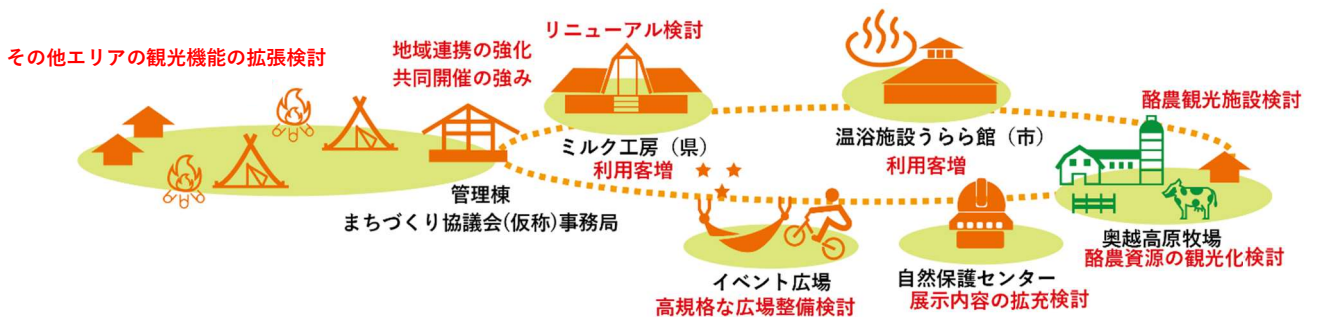 その他エリアの観光機能の拡張検討
地域連携の強化
共同開催の強み
リニューアル検討
ミルク工房（県）
利用客増
温浴施設うらら館（市）
利用客増
酪農観光施設検討
管理棟
まちづくり協議会(仮称)事務局
イベント広場
高規格な広場整備検討
自然保護センター
展示内容の拡充検討
奥越高原牧場
酪農資源の観光化検討